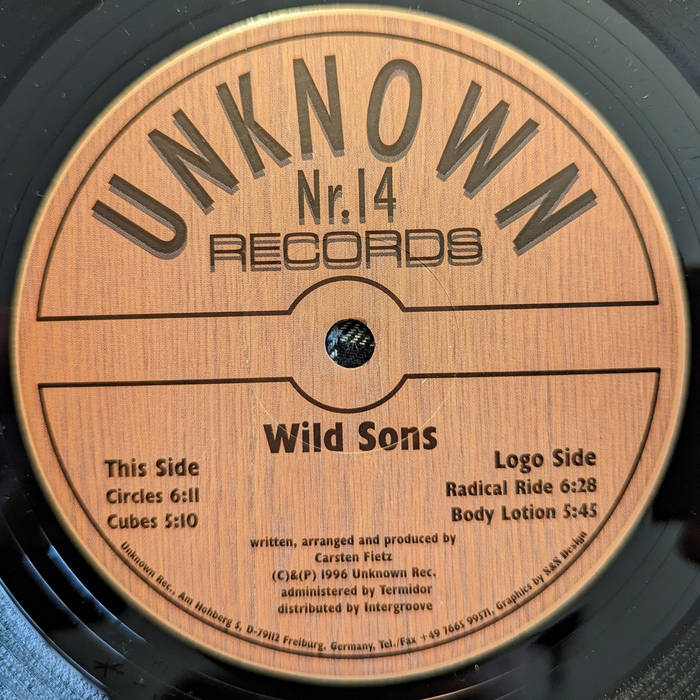 UNKNOWN
Nr.14
RECORDS
Wild Sons
This Side
Circles 6:11
Cubes 5:10
Logo Side
Radical Ride 6:28
Body Lotion 5:45
written, arranged and produced by
Carsten Fietz
(C)&(P) 1996 Unknown Rec.
administered by Termidor
distributed by Intergroove
Unknown Rec., Am Hohberg 5, D-79112 Freiburg, Germany, Tel./Fax +49 7665 99571, Graphics by S&S Design